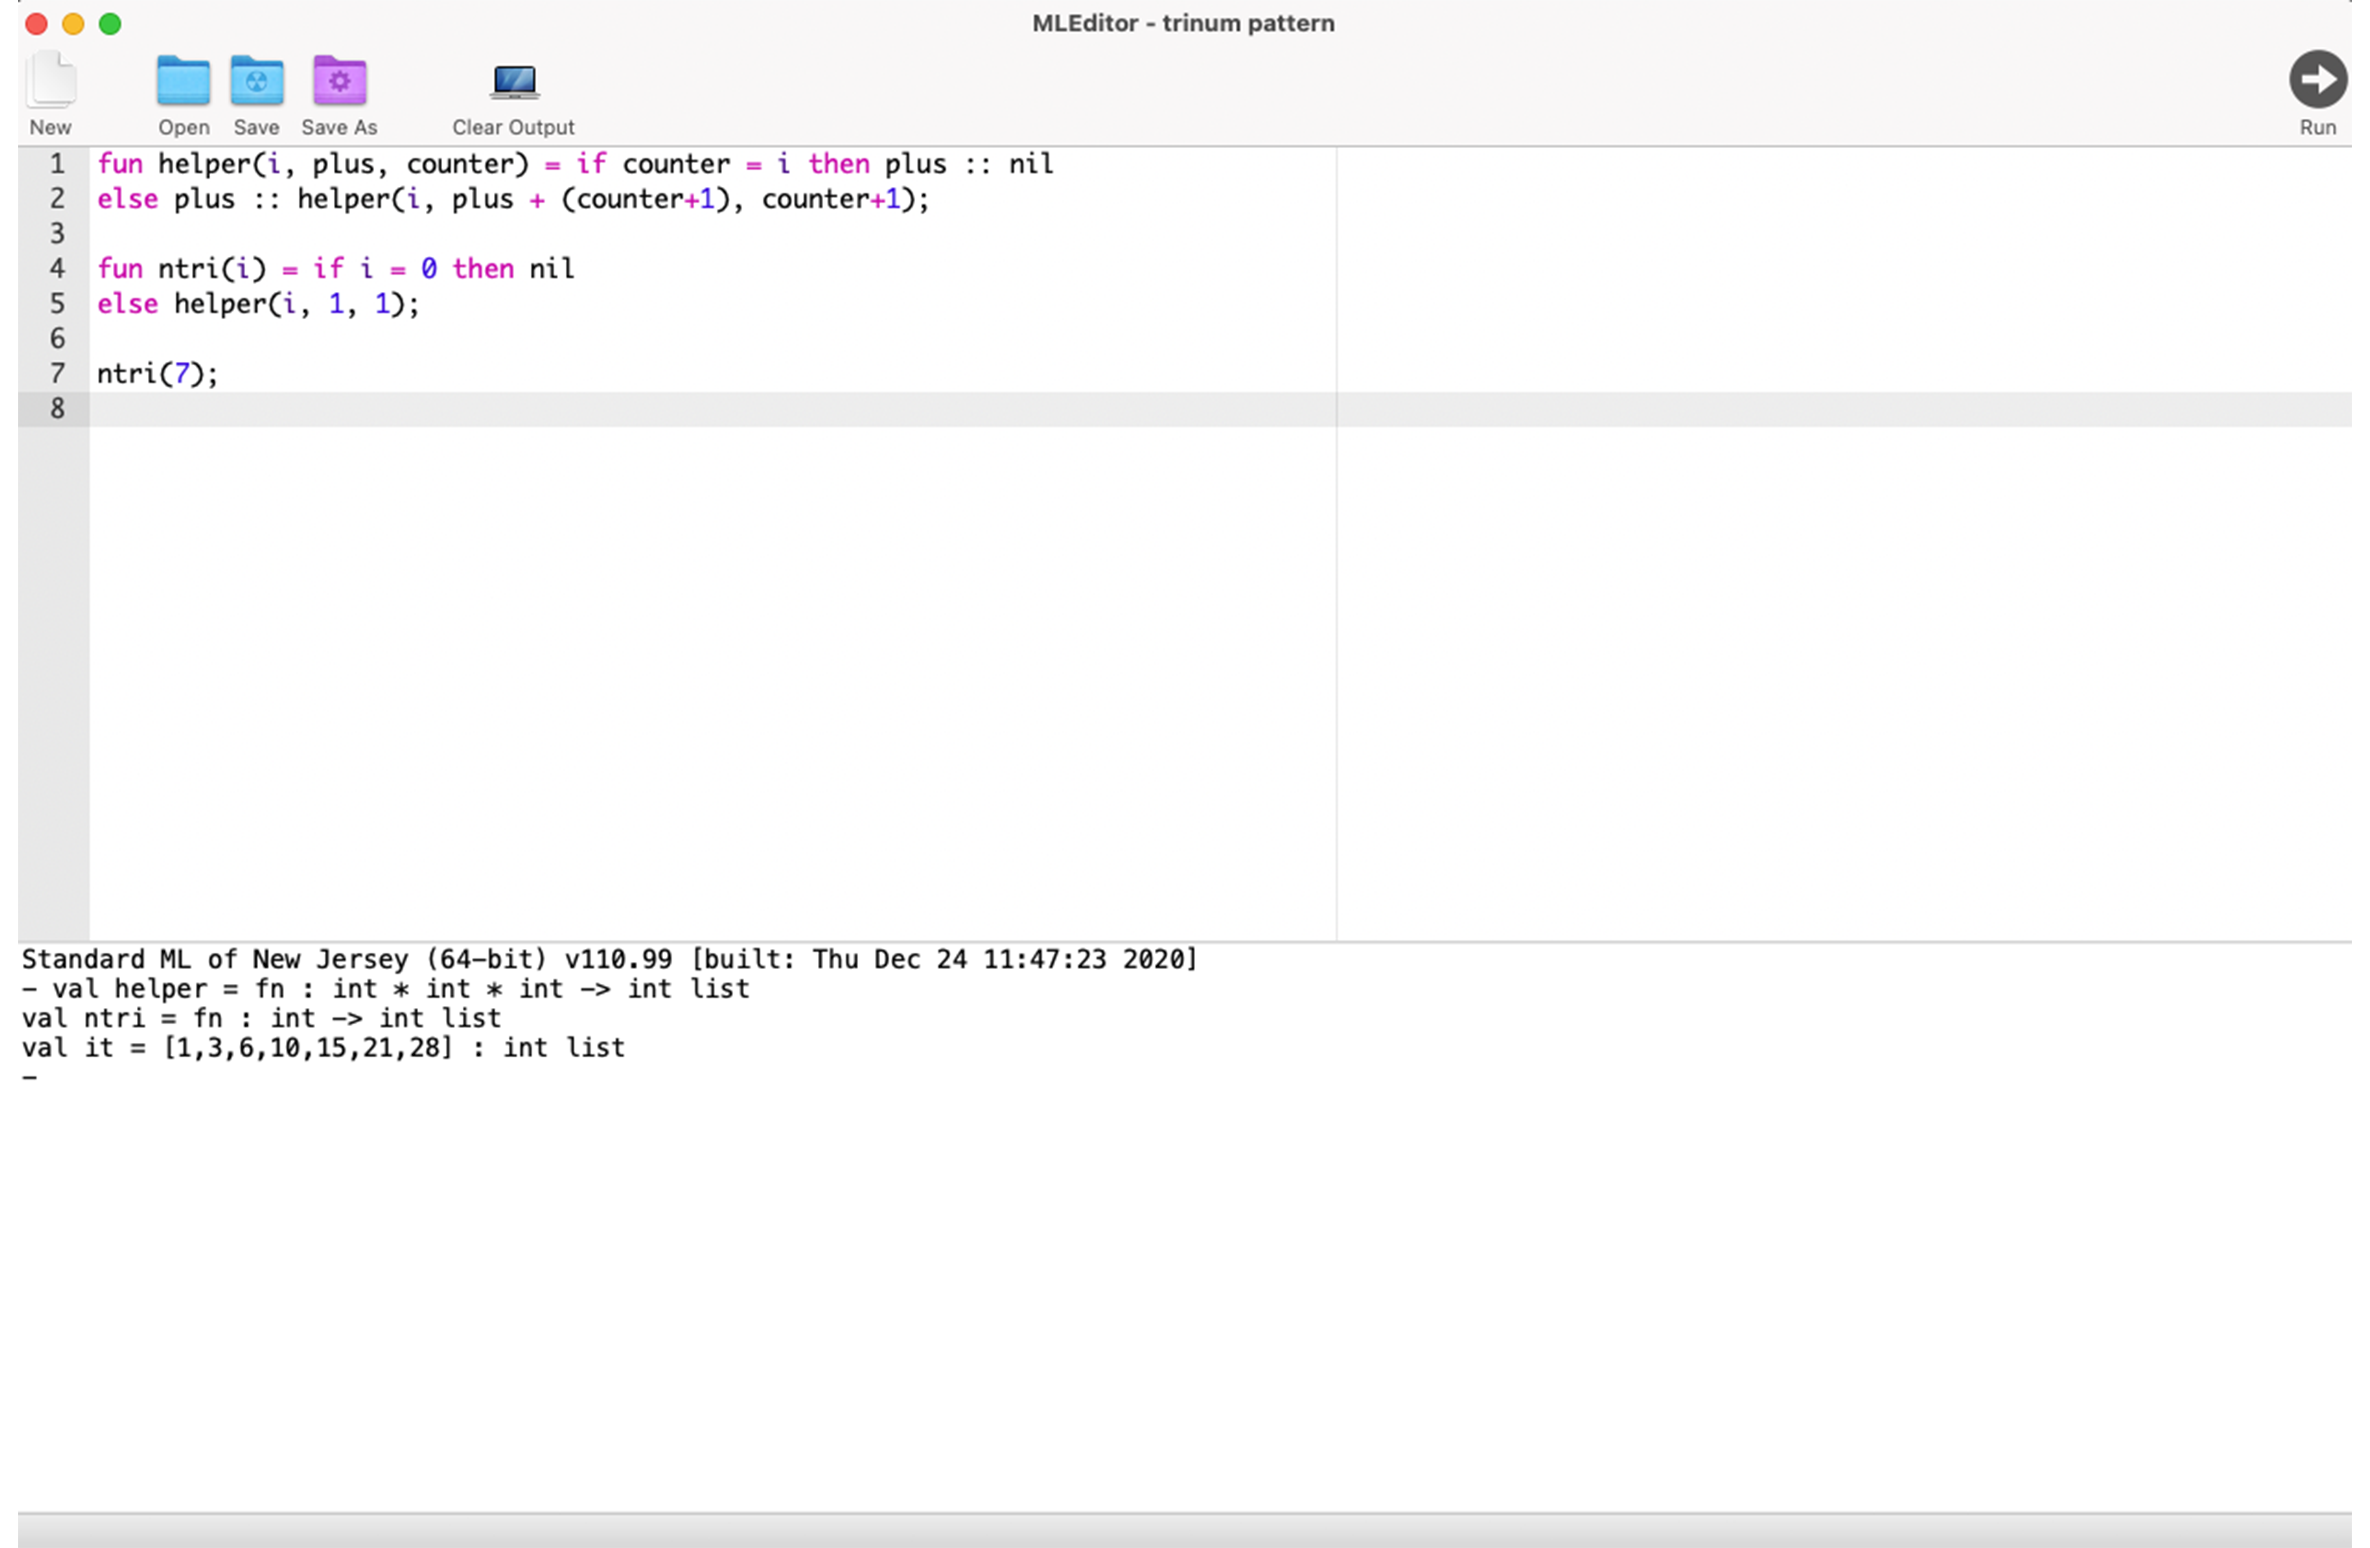 MLEditor - trinum pattern
New Open Save Save As Clear Output Run
1 fun helper(i, plus, counter) = if counter = i then plus :: nil
2 else plus :: helper(i, plus + (counter+1), counter+1);
3
4 fun ntri(i) = if i = 0 then nil
5 else helper(i, 1, 1);
6
7 ntri(7);
8
Standard ML of New Jersey (64-bit) v110.99 [built: Thu Dec 24 11:47:23 2020]
- val helper = fn : int * int * int -> int list
val ntri = fn : int -> int list
val it = [1,3,6,10,15,21,28] : int list
-